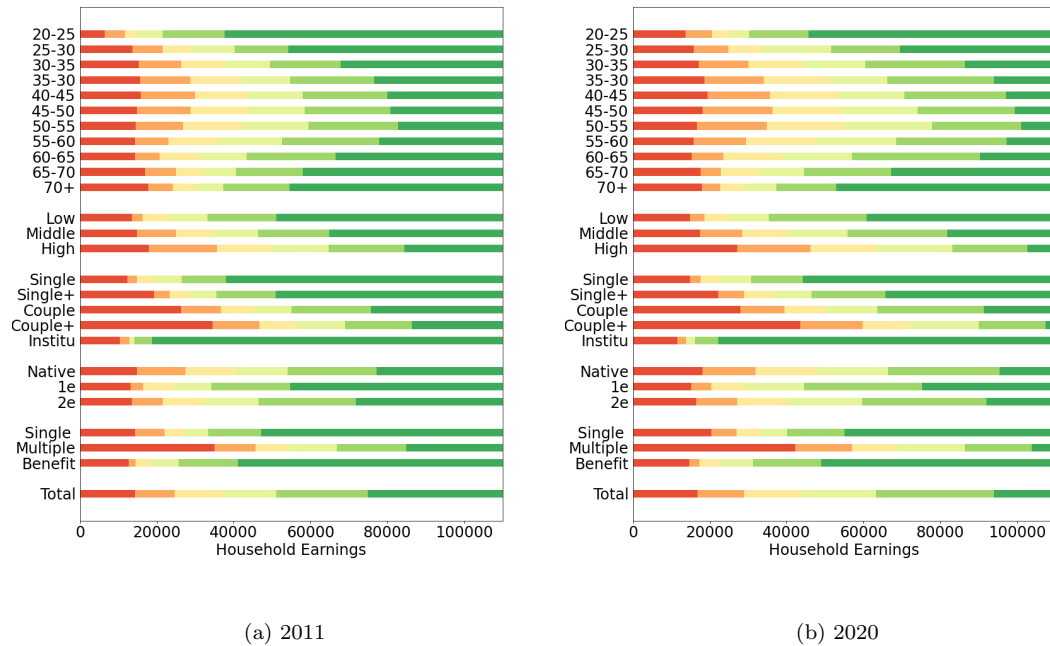 20-25
25-30
30-35
35-30
40-45
45-50
50-55
55-60
60-65
65-70
70+
Low
Middle
High
Single
Single+
Couple
Couple+
Institu
Native
1e
2e
Single
Multiple
Benefit
Total
0 20000 40000 60000 80000 100000
Household Earnings
(a) 2011
20-25
25-30
30-35
35-30
40-45
45-50
50-55
55-60
60-65
65-70
70+
Low
Middle
High
Single
Single+
Couple
Couple+
Institu
Native
1e
2e
Single
Multiple
Benefit
Total
0 20000 40000 60000 80000 100000
Household Earnings
(b) 2020